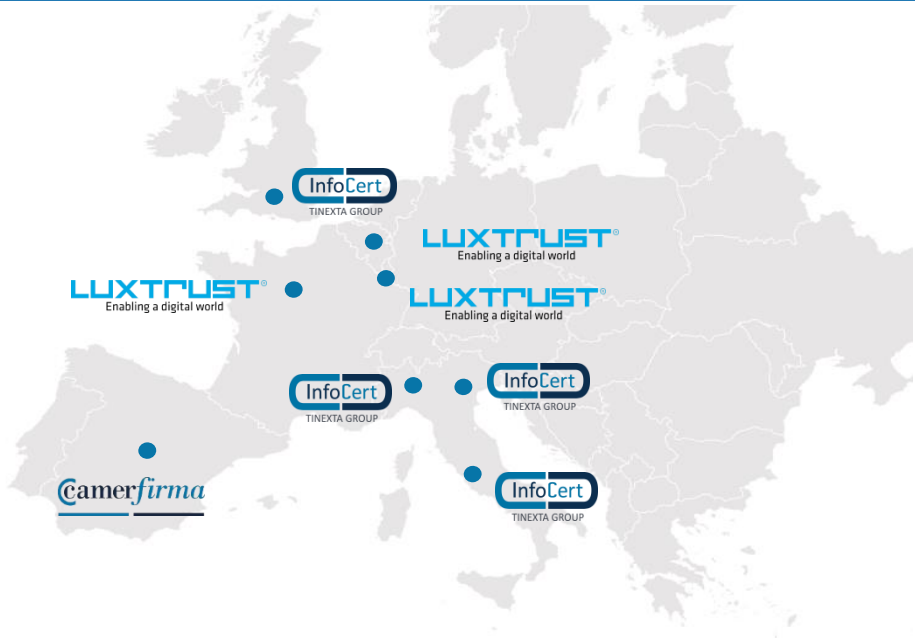 InfoCert
TINEXTA GROUP
LUXTRUST®
Enabling a digital world
LUXTRUST®
Enabling a digital world
LUXTRUST®
Enabling a digital world
InfoCert
TINEXTA GROUP
InfoCert
TINEXTA GROUP
camerfirma
InfoCert
TINEXTA GROUP